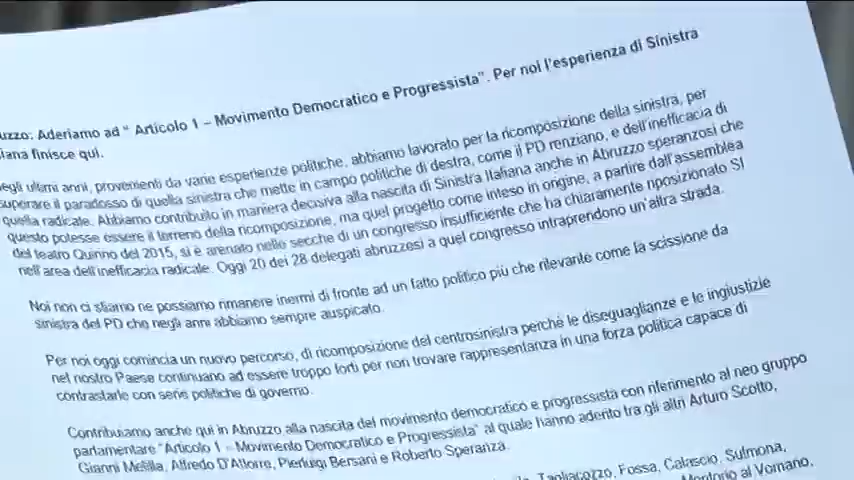 uzzo: Aderiamo ad " Articolo 1 – Movimento Democratico e Progressista". Per noi l'esperienza di Sinistra
iana finisce qui.
egli ultimi anni, provenienti da varie esperienze politiche, abbiamo lavorato per la ricomposizione della sinistra, per
superare il paradosso di quella sinistra che mette in campo politiche di destra, come il PD renziano, e dell'inefficacia di
quella radicale. Abbiamo contribuito in maniera decisiva alla nascita di Sinistra Italiana anche in Abruzzo speranzosi che
questo potesse essere il terreno della ricomposizione, ma quel progetto come inteso in origine, a partire dall'assemblea
del teatro Quirino del 2015, si è arenato nelle secche di un congresso insufficiente che ha chiaramente riposizionato SI
nell'area dell'inefficacia radicale. Oggi 20 dei 28 delegati abruzzesi a quel congresso intraprendono un'altra strada.
Noi non ci stiamo ne possiamo rimanere inermi di fronte ad un fatto politico più che rilevante come la scissione da
sinistra del PD che negli anni abbiamo sempre auspicato.
Per noi oggi comincia un nuovo percorso, di ricomposizione del centrosinistra perché le diseguaglianze e le ingiustizie
nel nostro Paese continuano ad essere troppo forti per non trovare rappresentanza in una forza politica capace di
contrastarle con serie politiche di governo.
Contribuiamo anche qui in Abruzzo alla nascita del movimento democratico e progressista con riferimento al neo gruppo
parlamentare "Articolo 1 – Movimento Democratico e Progressista" al quale hanno aderito tra gli altri Arturo Scotto,
Gianni Melilla, Alfredo D'Attorre, Pierluigi Bersani e Roberto Speranza.
Tagliacozzo, Fossa, Calascio, Sulmona,
Montorio al Vomano,